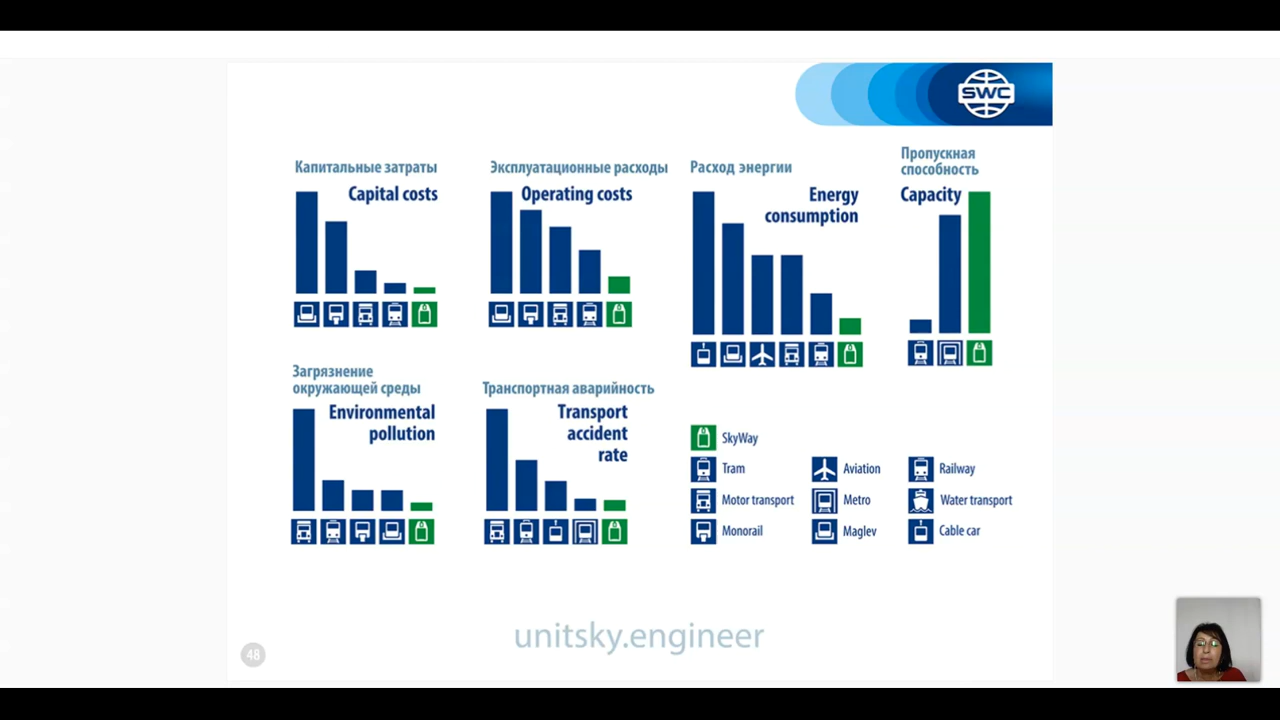 SWC
Капитальные затраты
Capital costs
Эксплуатационные расходы
Operating costs
Расход энергии
Energy
consumption
Пропускная
способность
Capacity
Загрязнение
окружающей среды
Environmental
pollution
Транспортная аварийность
Transport
accident
rate
SkyWay
Tram
Aviation
Railway
Motor transport
Metro
Water transport
Monorail
Maglev
Cable car
unitsky.engineer
48